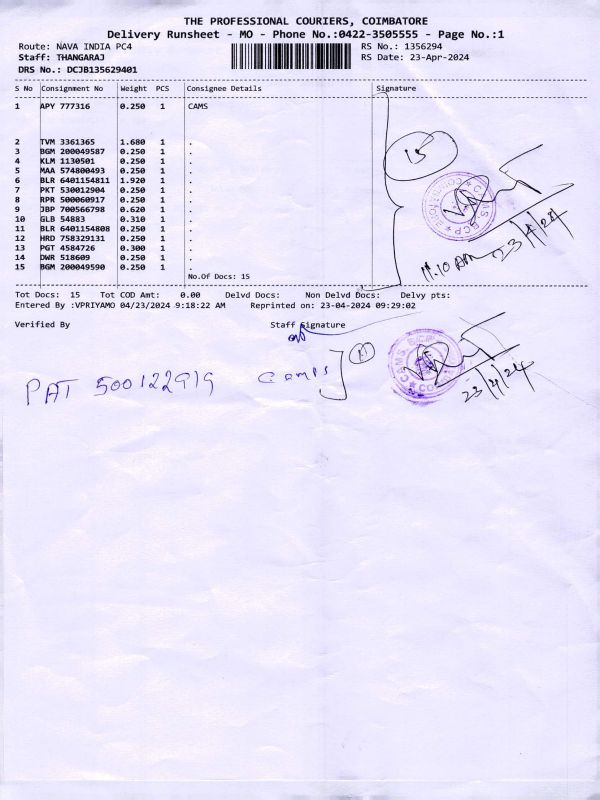 THE PROFESSIONAL COURIERS, COIMBATORE
Delivery Runsheet - MO - Phone No.:0422-3505555 - Page No.:1
Route: NAVA INDIA PC4 RS No.: 1356294
Staff: THANGARAJ RS Date: 23-Apr-2024
DRS No.: DCJB135629401
S No Consignment No Weight PCS Consignee Details Signature
1 APY 777316 0.250 1 CAMS
2 TVM 3361365 1.680 1 .
3 BGM 200049587 0.250 1 .
4 KLM 1130501 0.250 1 .
5 MAA 574800493 0.250 1 .
6 BLR 6401154811 1.920 1 .
7 PKT 530012904 0.250 1 .
8 RPR 500060917 0.250 1 .
9 JBP 700566798 0.620 1 .
10 GLB 54883 0.310 1 .
11 BLR 6401154808 0.250 1 .
12 HRD 758329131 0.250 1 .
13 PGT 4584726 0.300 1 .
14 DWR 518609 0.250 1 .
15 BGM 200049590 0.250 1 .
No.Of Docs: 15
15
CAMS BCP
11.10 AM 23/4/24
Tot Docs: 15 Tot COD Amt: 0.00 Delvd Docs: Non Delvd Docs: Delvy pts:
Entered By :VPRIYAMO 04/23/2024 9:18:22 AM Reprinted on: 23-04-2024 09:29:02
Verified By Staff Signature
PAT 500122919 Camps
CAMS BCP
23/4/24